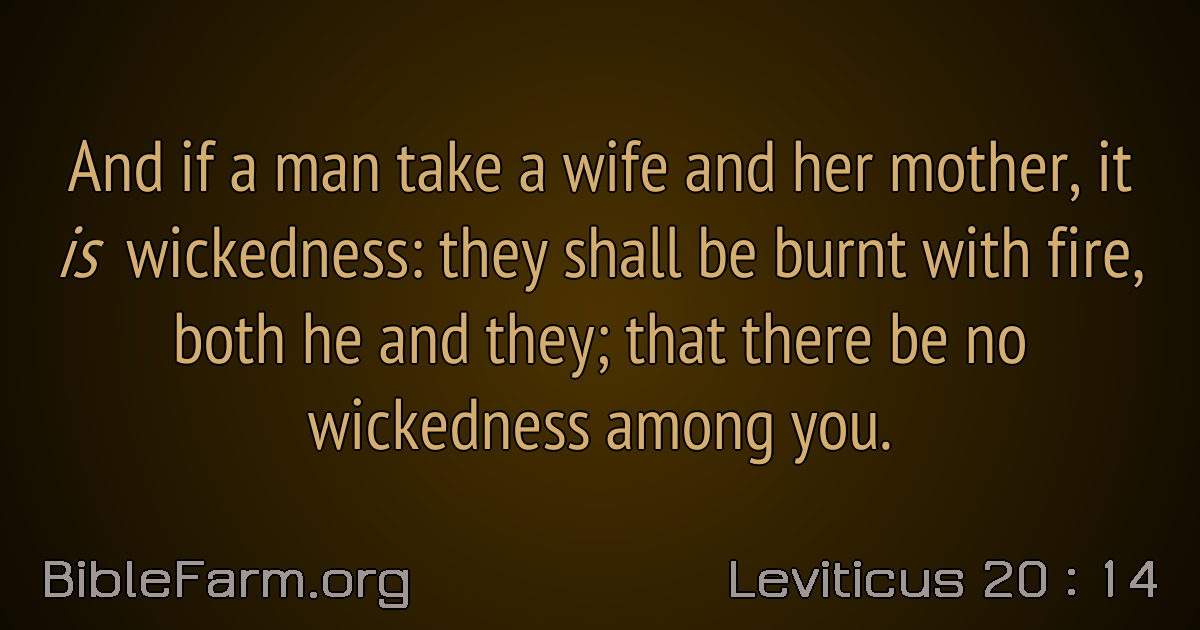 And if a man take a wife and her mother, it
is wickedness: they shall be burnt with fire,
both he and they; that there be no
wickedness among you.
BibleFarm.org
Leviticus 20 : 14